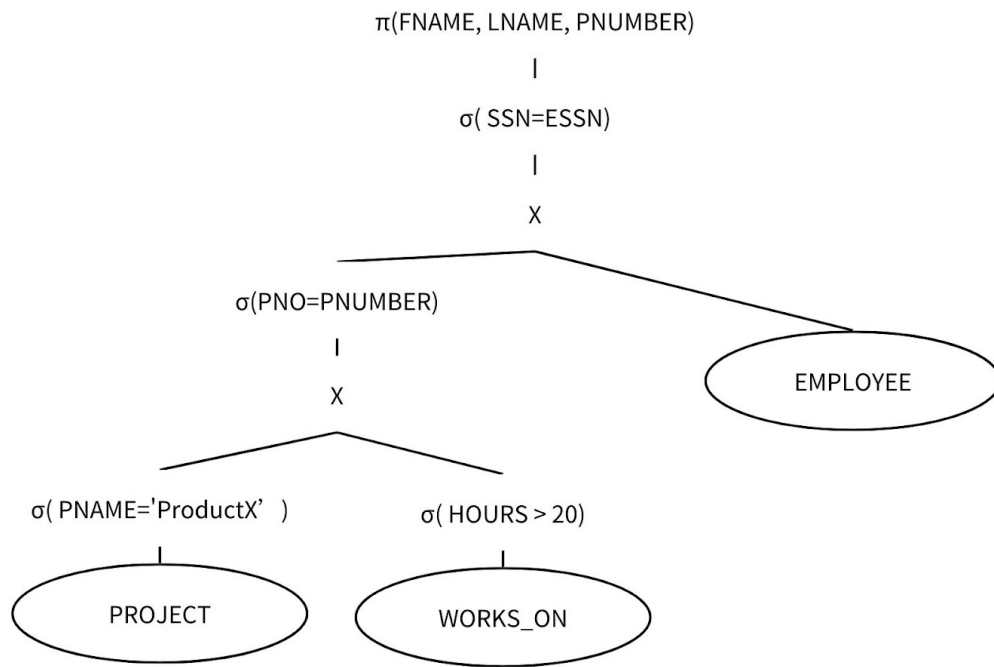 π(FNAME, LNAME, PNUMBER)
σ( SSN=ESSN)
X
σ(PNO=PNUMBER)
EMPLOYEE
X
σ( PNAME='ProductX’ )
σ( HOURS > 20)
PROJECT
WORKS_ON